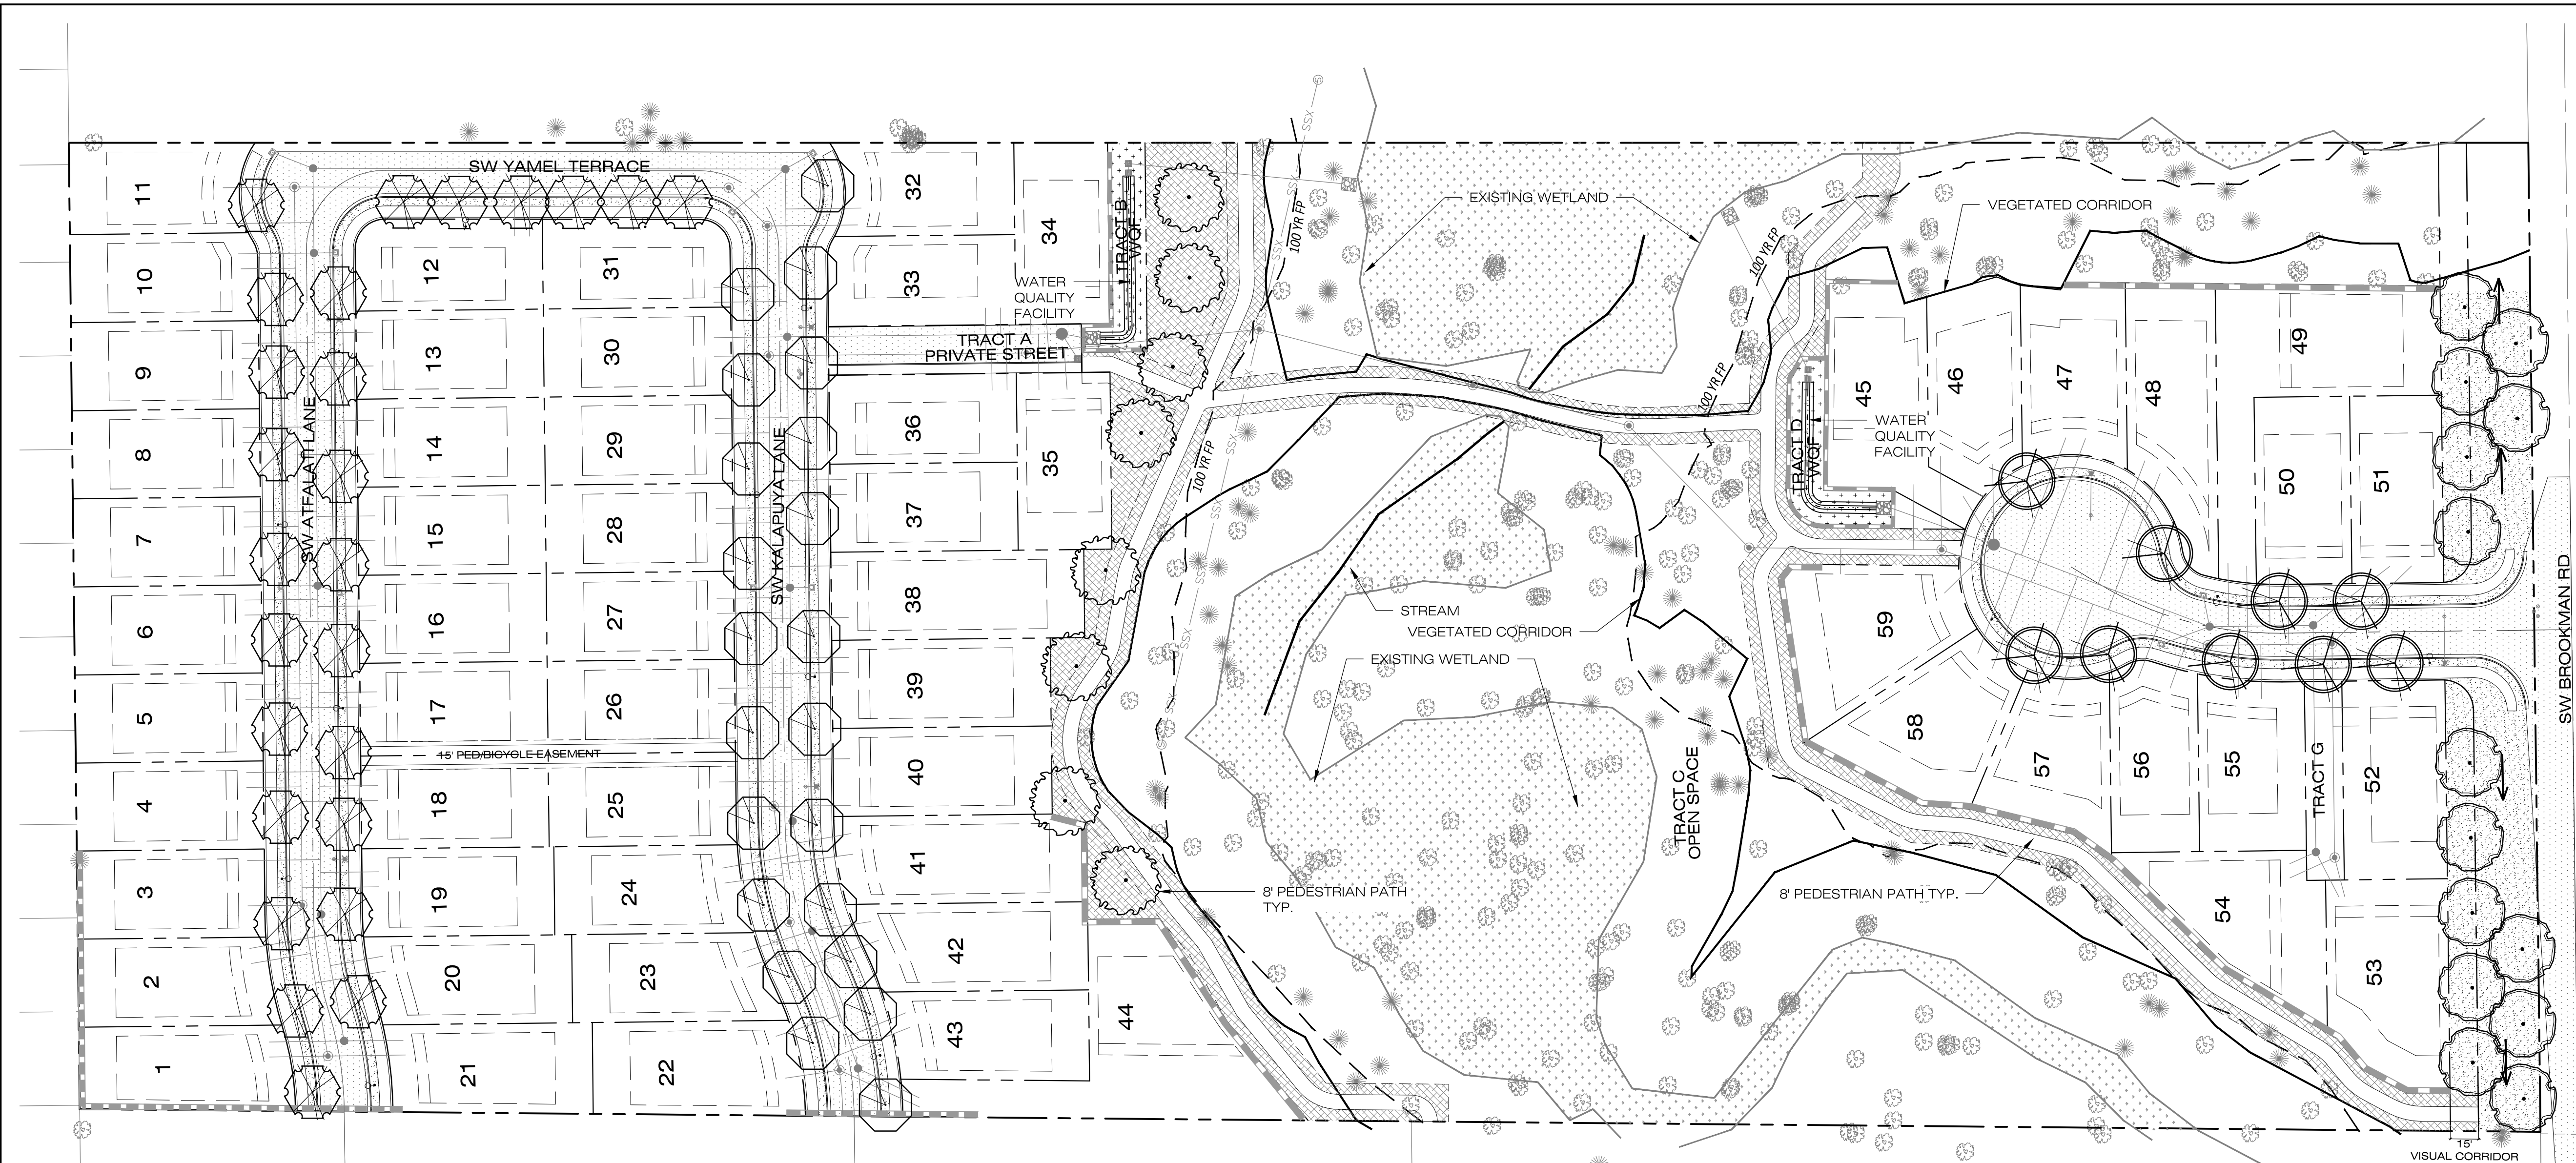 SW YAMEL TERRACE
SW ATFALATI LANE
SW KALAPUYA LANE
15' PED/BICYCLE EASEMENT
11
10
9
8
7
6
5
4
3
2
1
12
13
14
15
16
17
18
19
20
21
31
30
29
28
27
26
25
24
23
22
32
33
34
TRACT B
WQF
WATER
QUALITY
FACILITY
TRACT A
PRIVATE STREET
36
35
37
38
39
40
41
42
43
44
SSX
SSX
SSX
SSX
SSX
SSX
S
S
100 YR FP
100 YR FP
100 YR FP
100 YR FP
EXISTING WETLAND
VEGETATED CORRIDOR
STREAM
VEGETATED CORRIDOR
EXISTING WETLAND
TRACT C
OPEN SPACE
8' PEDESTRIAN PATH
TYP.
8' PEDESTRIAN PATH TYP.
45
46
47
48
49
50
51
TRACT D
WQF
WATER
QUALITY
FACILITY
59
58
57
56
55
TRACT G
52
54
53
SW BROOKMAN RD
15'
VISUAL CORRIDOR